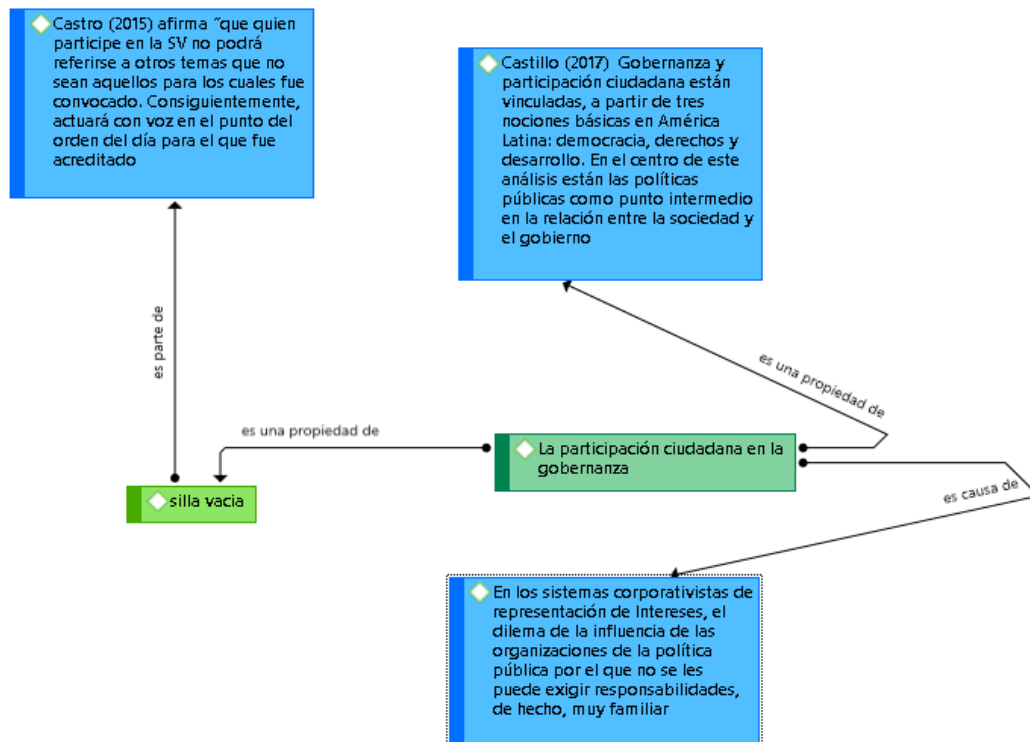 Castro (2015) afirma “que quien
participe en la SV no podrá
referirse a otros temas que no
sean aquellos para los cuales fue
convocado. Consiguientemente,
actuará con voz en el punto del
orden del día para el que fue
acreditado
Castillo (2017)  Gobernanza y
participación ciudadana están
vinculadas, a partir de tres
nociones básicas en América
Latina: democracia, derechos y
desarrollo. En el centro de este
análisis están las políticas
públicas como punto intermedio
en la relación entre la sociedad y
el gobierno
es parte de
es una propiedad de
es una propiedad de
La participación ciudadana en la
gobernanza
silla vacia
es causa de
En los sistemas corporativistas de
representación de Intereses, el
dilema de la influencia de las
organizaciones de la política
pública por el que no se les
puede exigir responsabilidades,
de hecho, muy familiar